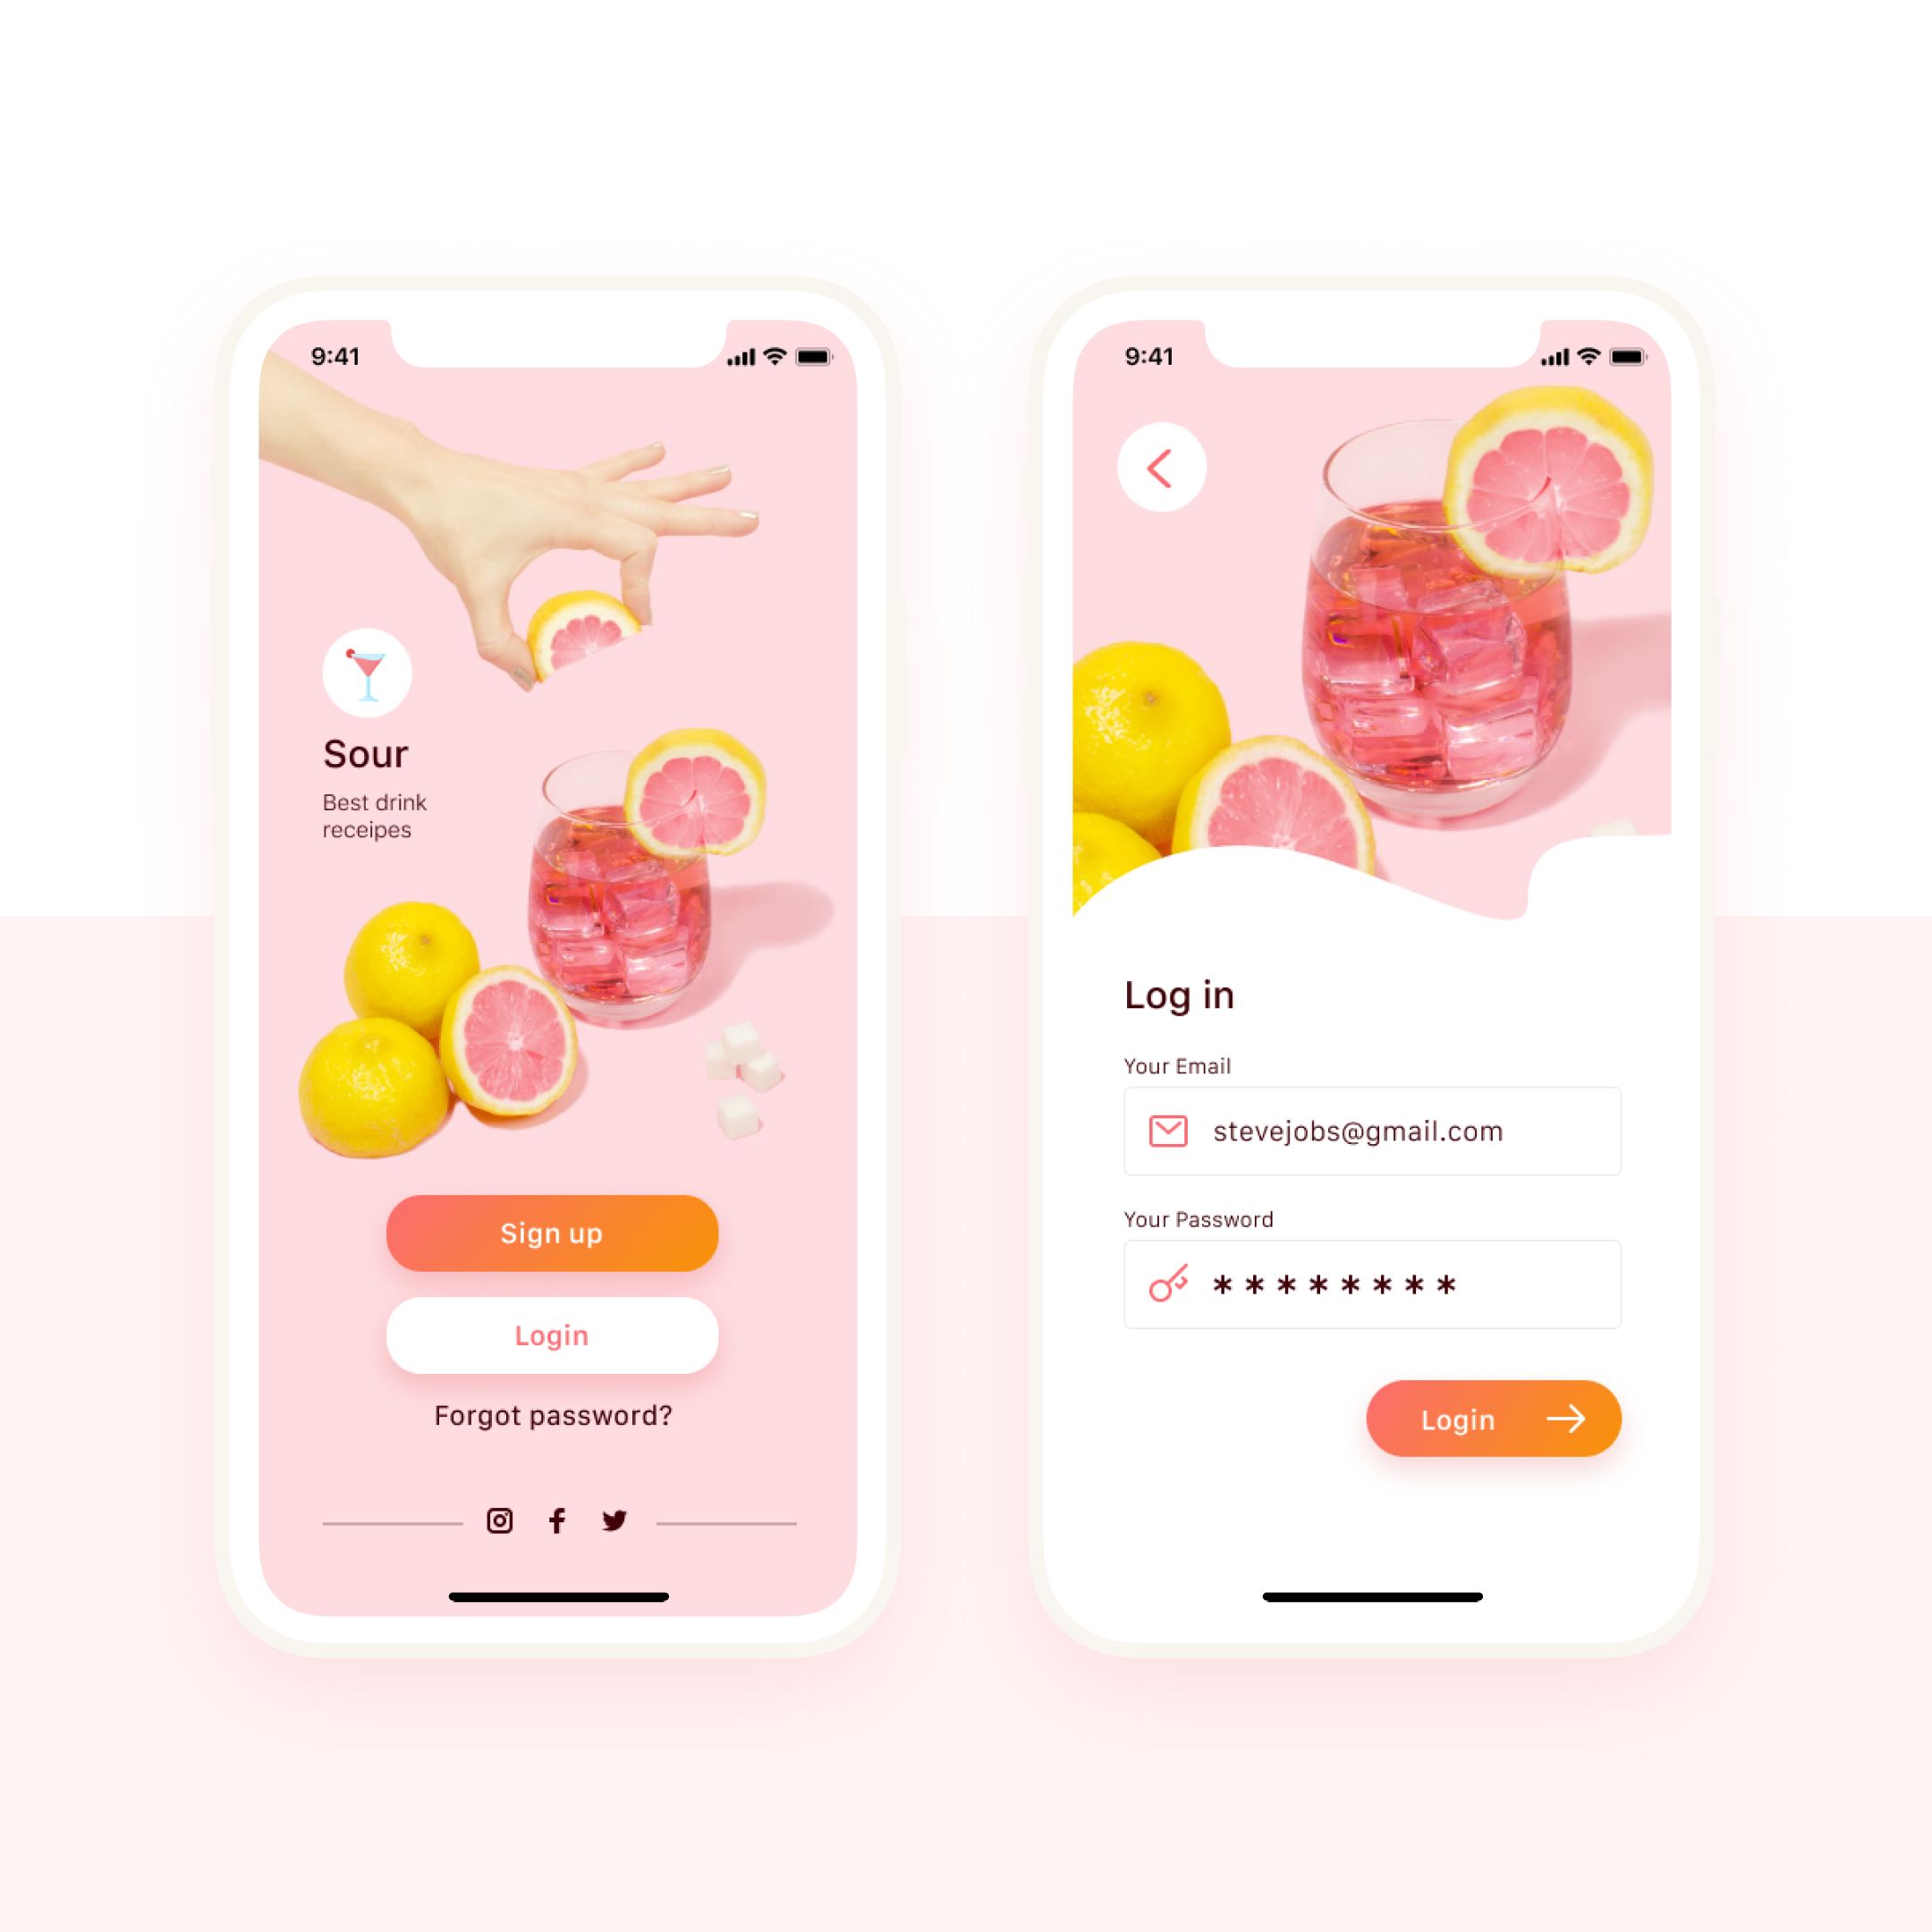 9:41
Sour
Best drink
receipes
Sign up
Login
Forgot password?
9:41
Log in
Your Email
stevejobs@gmail.com
Your Password
* * * * * * * *
Login